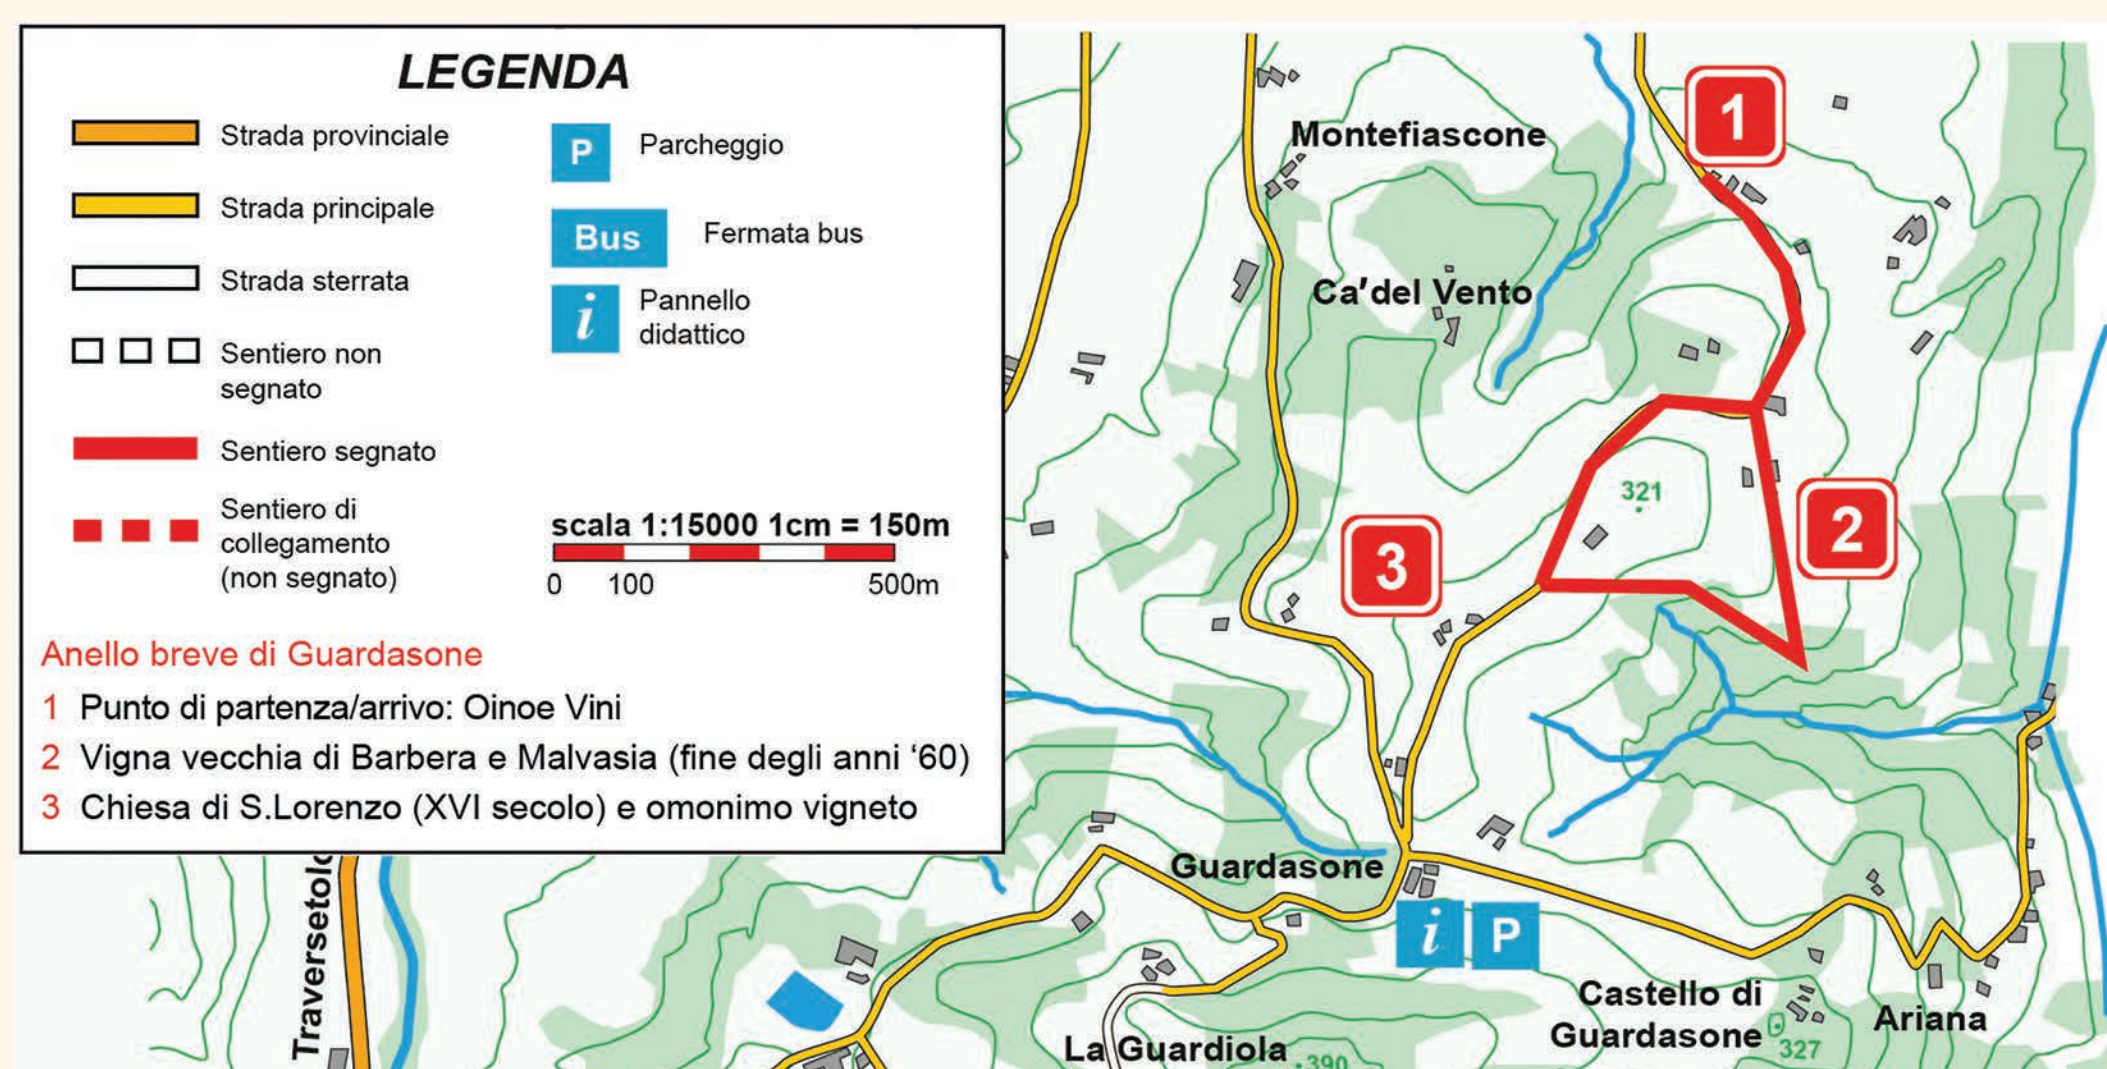 LEGENDA
Strada provinciale
Strada principale
Strada sterrata
Sentiero non
segnato
Sentiero segnato
Sentiero di
collegamento
(non segnato)
P Parcheggio
Bus Fermata bus
i Pannello
didattico
scala 1:15000 1cm = 150m
0 100 500m
Anello breve di Guardasone
1 Punto di partenza/arrivo: Oinoe Vini
2 Vigna vecchia di Barbera e Malvasia (fine degli anni ‘60)
3 Chiesa di S.Lorenzo (XVI secolo) e omonimo vigneto
1
Montefiascone
Ca'del Vento
321
2
3
Guardasone
i P
Traversetolo
Castello di
Guardasone
327
Ariana
La Guardiola
390